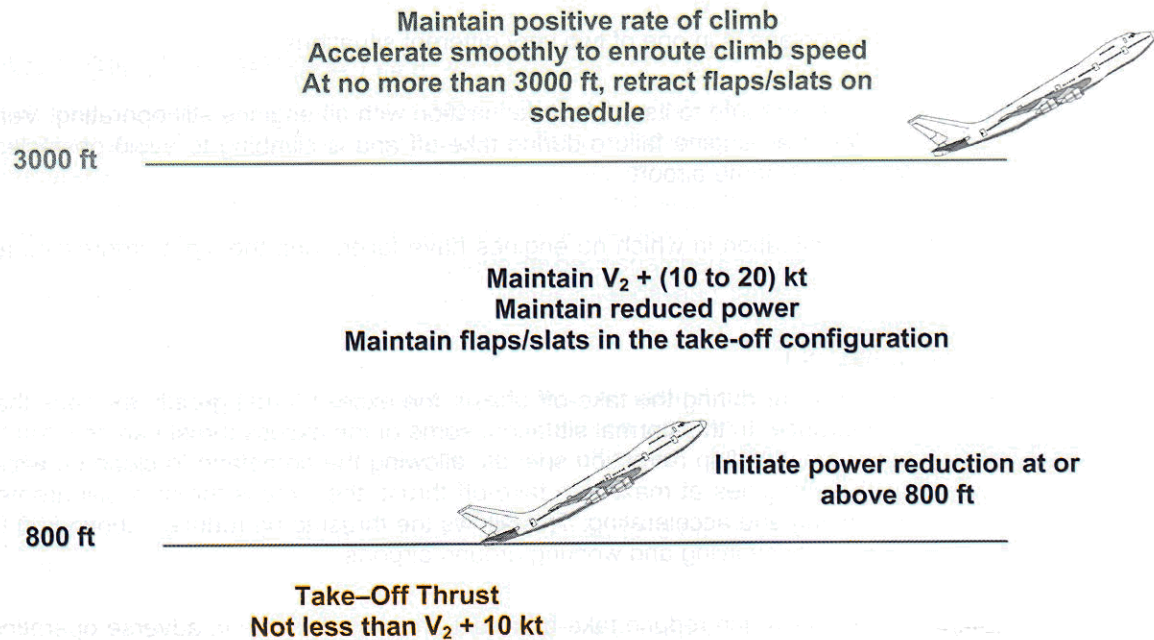 Maintain positive rate of climb
Accelerate smoothly to enroute climb speed
At no more than 3000 ft, retract flaps/slats on
schedule
3000 ft
Maintain V₂ + (10 to 20) kt
Maintain reduced power
Maintain flaps/slats in the take-off configuration
Initiate power reduction at or
above 800 ft
800 ft
Take–Off Thrust
Not less than V₂ + 10 kt